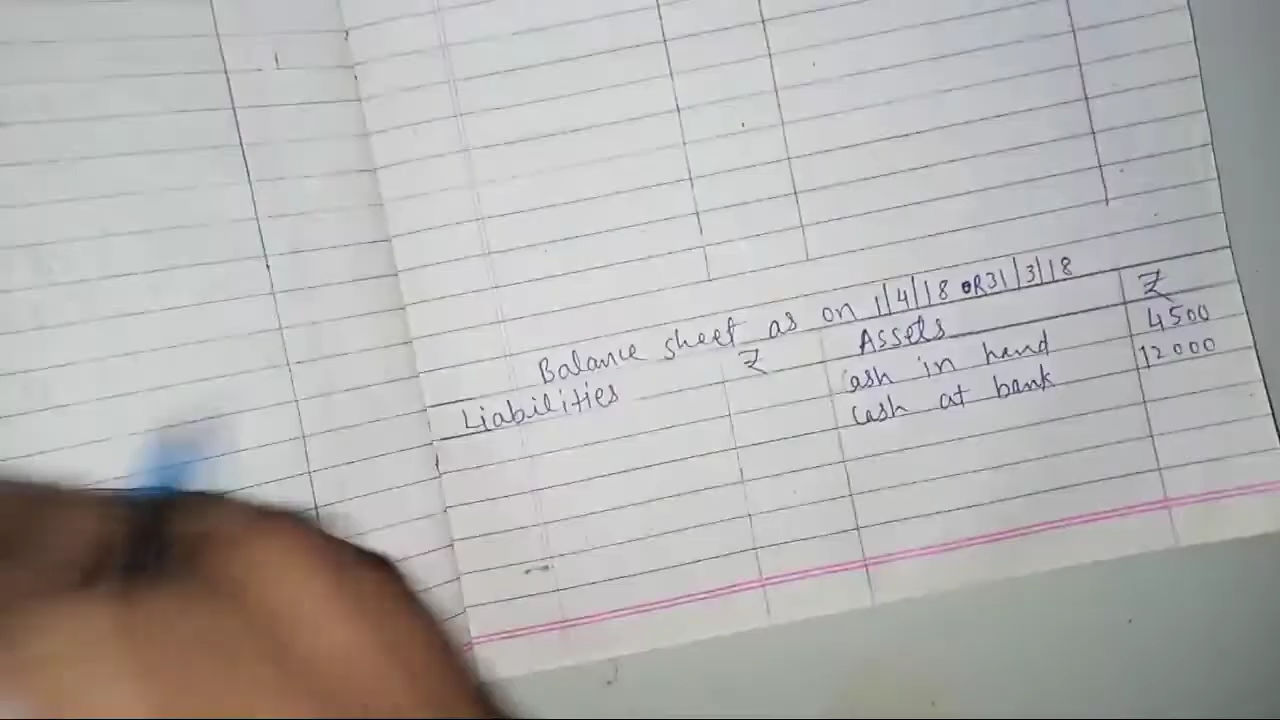 Balance sheet as on 1/4/18 OR 31/3/18
Liabilities ₹ Assets ₹
Cash in hand 4500
Cash at bank 12000